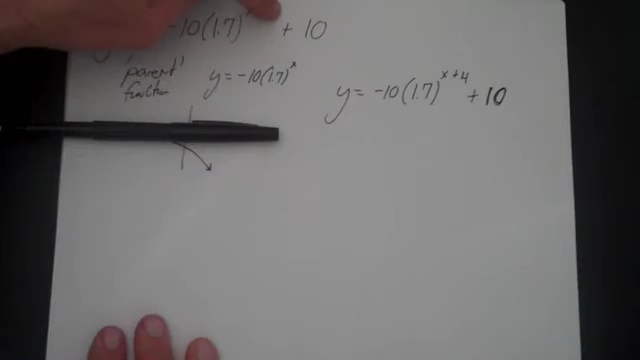 -10(1.7) + 10
"parent" y = -10(1.7)^x
function
y = -10(1.7)^x+4 + 10